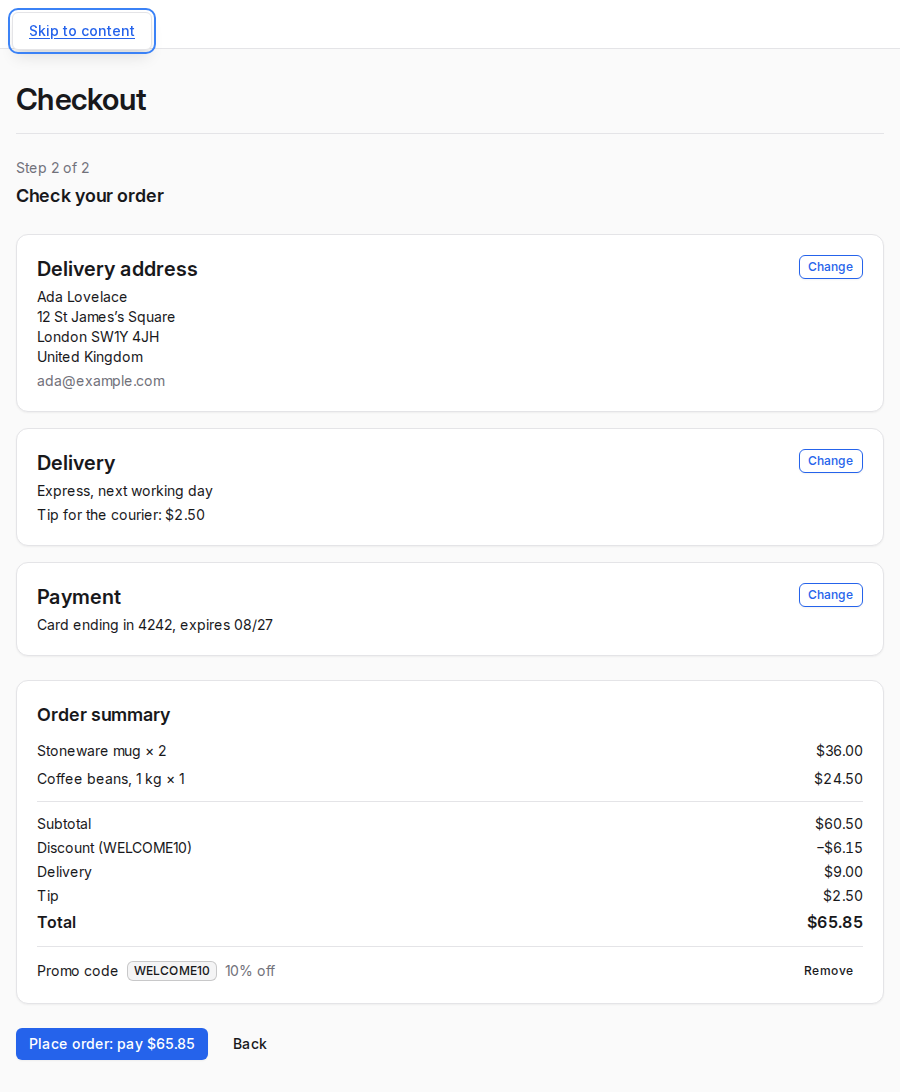 Skip to content
Checkout
Step 2 of 2
Check your order
Delivery address
Change
Ada Lovelace
12 St James’s Square
London SW1Y 4JH
United Kingdom
ada@example.com
Delivery
Change
Express, next working day
Tip for the courier: $2.50
Payment
Change
Card ending in 4242, expires 08/27
Order summary
Stoneware mug × 2 $36.00
Coffee beans, 1 kg × 1 $24.50
Subtotal $60.50
Discount (WELCOME10) −$6.15
Delivery $9.00
Tip $2.50
Total $65.85
Promo code WELCOME10 10% off Remove
Place order: pay $65.85 Back